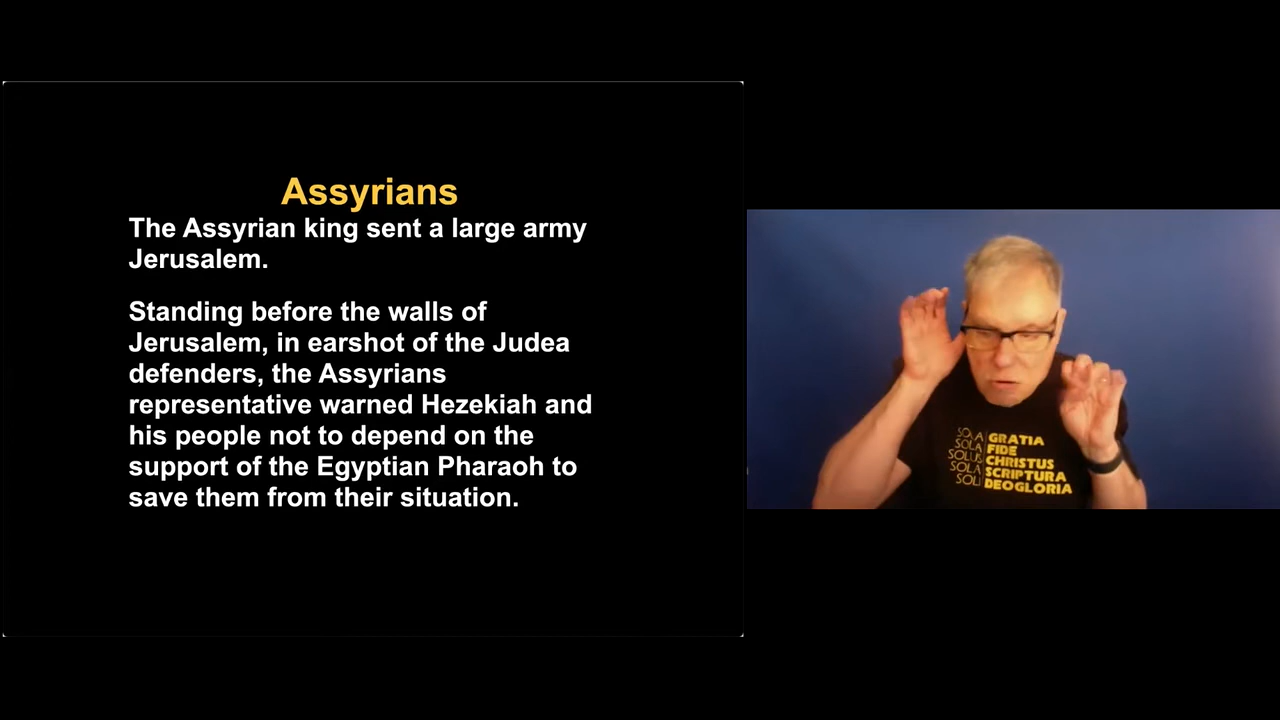 Assyrians
The Assyrian king sent a large army
Jerusalem.
Standing before the walls of
Jerusalem, in earshot of the Judea
defenders, the Assyrians
representative warned Hezekiah and
his people not to depend on the
support of the Egyptian Pharaoh to
save them from their situation.
SOLA GRATIA
SOLA FIDE
SOLUS CHRISTUS
SOLA SCRIPTURA
SOLI DEO GLORIA